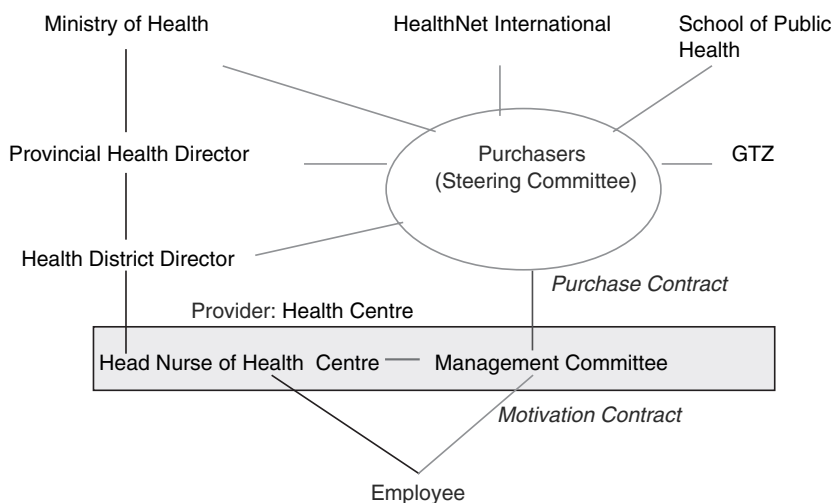 Ministry of Health
HealthNet International
School of Public
Health
Provincial Health Director
Purchasers
(Steering Committee)
GTZ
Health District Director
Purchase Contract
Provider: Health Centre
Head Nurse of Health Centre
Management Committee
Motivation Contract
Employee